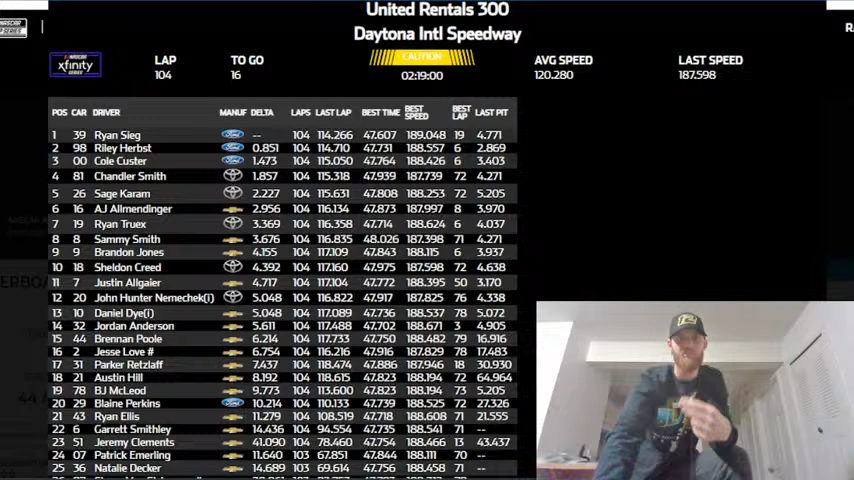 United Rentals 300
Daytona Intl Speedway
CAUTION
LAP TO GO AVG SPEED LAST SPEED
xfinity SERIES 104 16 02:19:00 120.280 187.598
POS CAR DRIVER MANUF DELTA LAPS LAST LAP BEST TIME BEST SPEED BEST LAP LAST PIT
1 39 Ryan Sieg Ford -- 104 114.266 47.607 189.048 19 4.771
2 98 Riley Herbst Ford 0.851 104 114.710 47.731 188.557 6 2.869
3 00 Cole Custer Ford 1.473 104 115.050 47.764 188.426 6 3.403
4 81 Chandler Smith 1.857 104 115.318 47.939 187.739 72 4.271
5 26 Sage Karam 2.227 104 115.631 47.808 188.253 72 5.205
6 16 AJ Allmendinger 2.956 104 116.134 47.873 187.997 8 3.970
7 19 Ryan Truex 3.369 104 116.358 47.714 188.624 6 4.037
8 8 Sammy Smith 3.676 104 116.835 48.026 187.398 71 4.271
9 9 Brandon Jones 4.155 104 117.109 47.843 188.115 6 3.937
10 18 Sheldon Creed 4.392 104 117.160 47.975 187.598 72 4.638
11 7 Justin Allgaier 4.717 104 117.104 47.772 188.395 50 3.170
12 20 John Hunter Nemechek(i) 5.048 104 116.822 47.917 187.825 76 4.338
13 10 Daniel Dye(i) 5.048 104 117.089 47.736 188.537 78 5.072
14 32 Jordan Anderson 5.611 104 117.488 47.702 188.671 3 4.905
15 44 Brennan Poole 6.214 104 117.733 47.750 188.482 79 16.916
16 2 Jesse Love # 6.754 104 116.216 47.916 187.829 78 17.483
17 31 Parker Retzlaff 7.437 104 118.474 47.886 187.946 18 30.930
18 21 Austin Hill 8.192 104 118.615 47.823 188.194 72 64.964
19 78 BJ McLeod 9.773 104 113.600 47.823 188.194 73 5.205
20 29 Blaine Perkins Ford 10.214 104 110.133 47.739 188.525 72 27.326
21 43 Ryan Ellis 11.279 104 108.519 47.718 188.608 71 21.555
22 6 Garrett Smithley 14.436 104 94.554 47.735 188.541 71 --
23 51 Jeremy Clements 41.090 104 78.460 47.754 188.466 13 43.437
24 07 Patrick Emerling 11.640 103 67.851 47.844 188.111 70 --
25 36 Natalie Decker 14.689 103 69.614 47.756 188.458 71 --